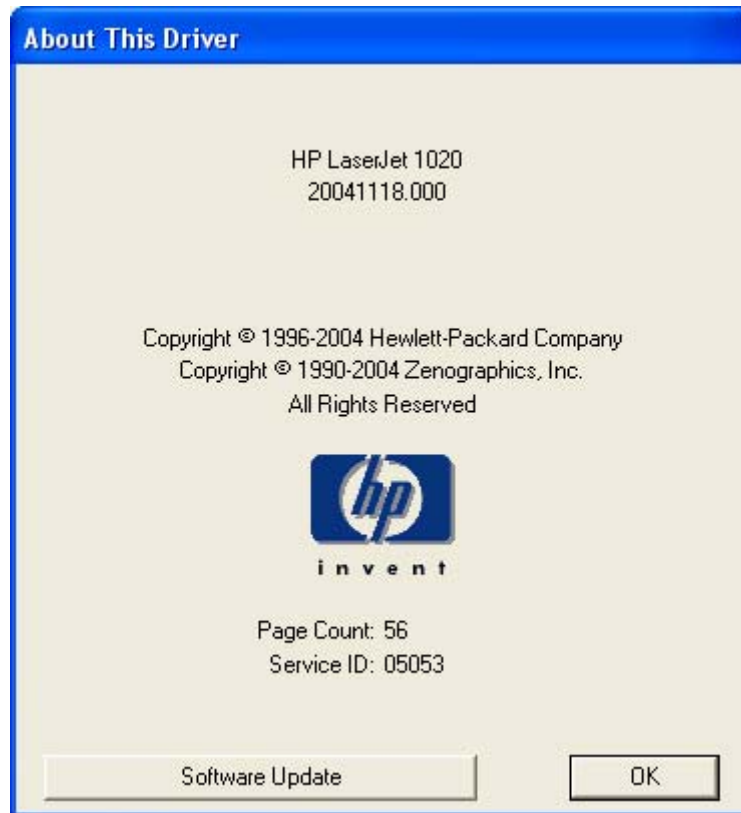 About This Driver
HP LaserJet 1020
20041118.000
Copyright © 1996-2004 Hewlett-Packard Company
Copyright © 1990-2004 Zenographics, Inc.
All Rights Reserved
hp
invent
Page Count: 56
Service ID: 05053
Software Update
OK